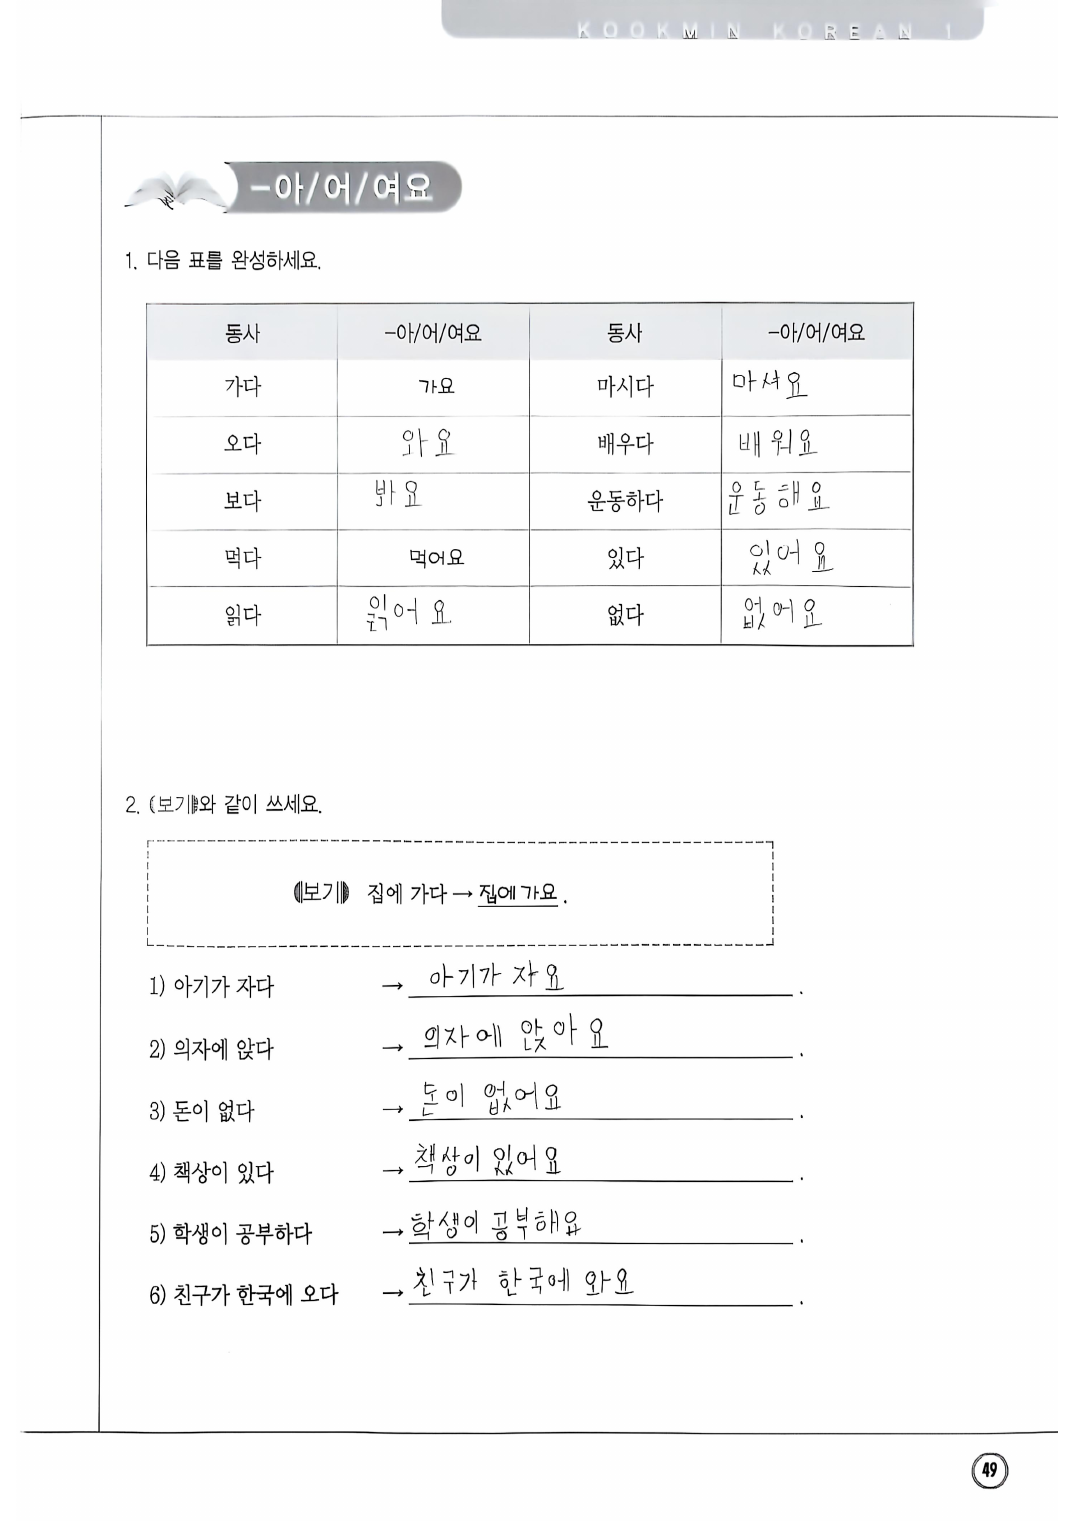 KOOKMIN KOREAN 1
-아/어/여요
1. 다음 표를 완성하세요.
동사 -아/어/여요 동사 -아/어/여요
가다 가요 마시다 마셔요
오다 와요 배우다 배워요
보다 봐요 운동하다 운동해요
먹다 먹어요 있다 있어요
읽다 읽어요 없다 없어요
2. 《보기》와 같이 쓰세요.
《보기》 집에 가다 → 집에 가요.
1) 아기가 자다 → 아기가 자요.
2) 의자에 앉다 → 의자에 앉아요.
3) 돈이 없다 → 돈이 없어요.
4) 책상이 있다 → 책상이 있어요.
5) 학생이 공부하다 → 학생이 공부해요.
6) 친구가 한국에 오다 → 친구가 한국에 와요.
49